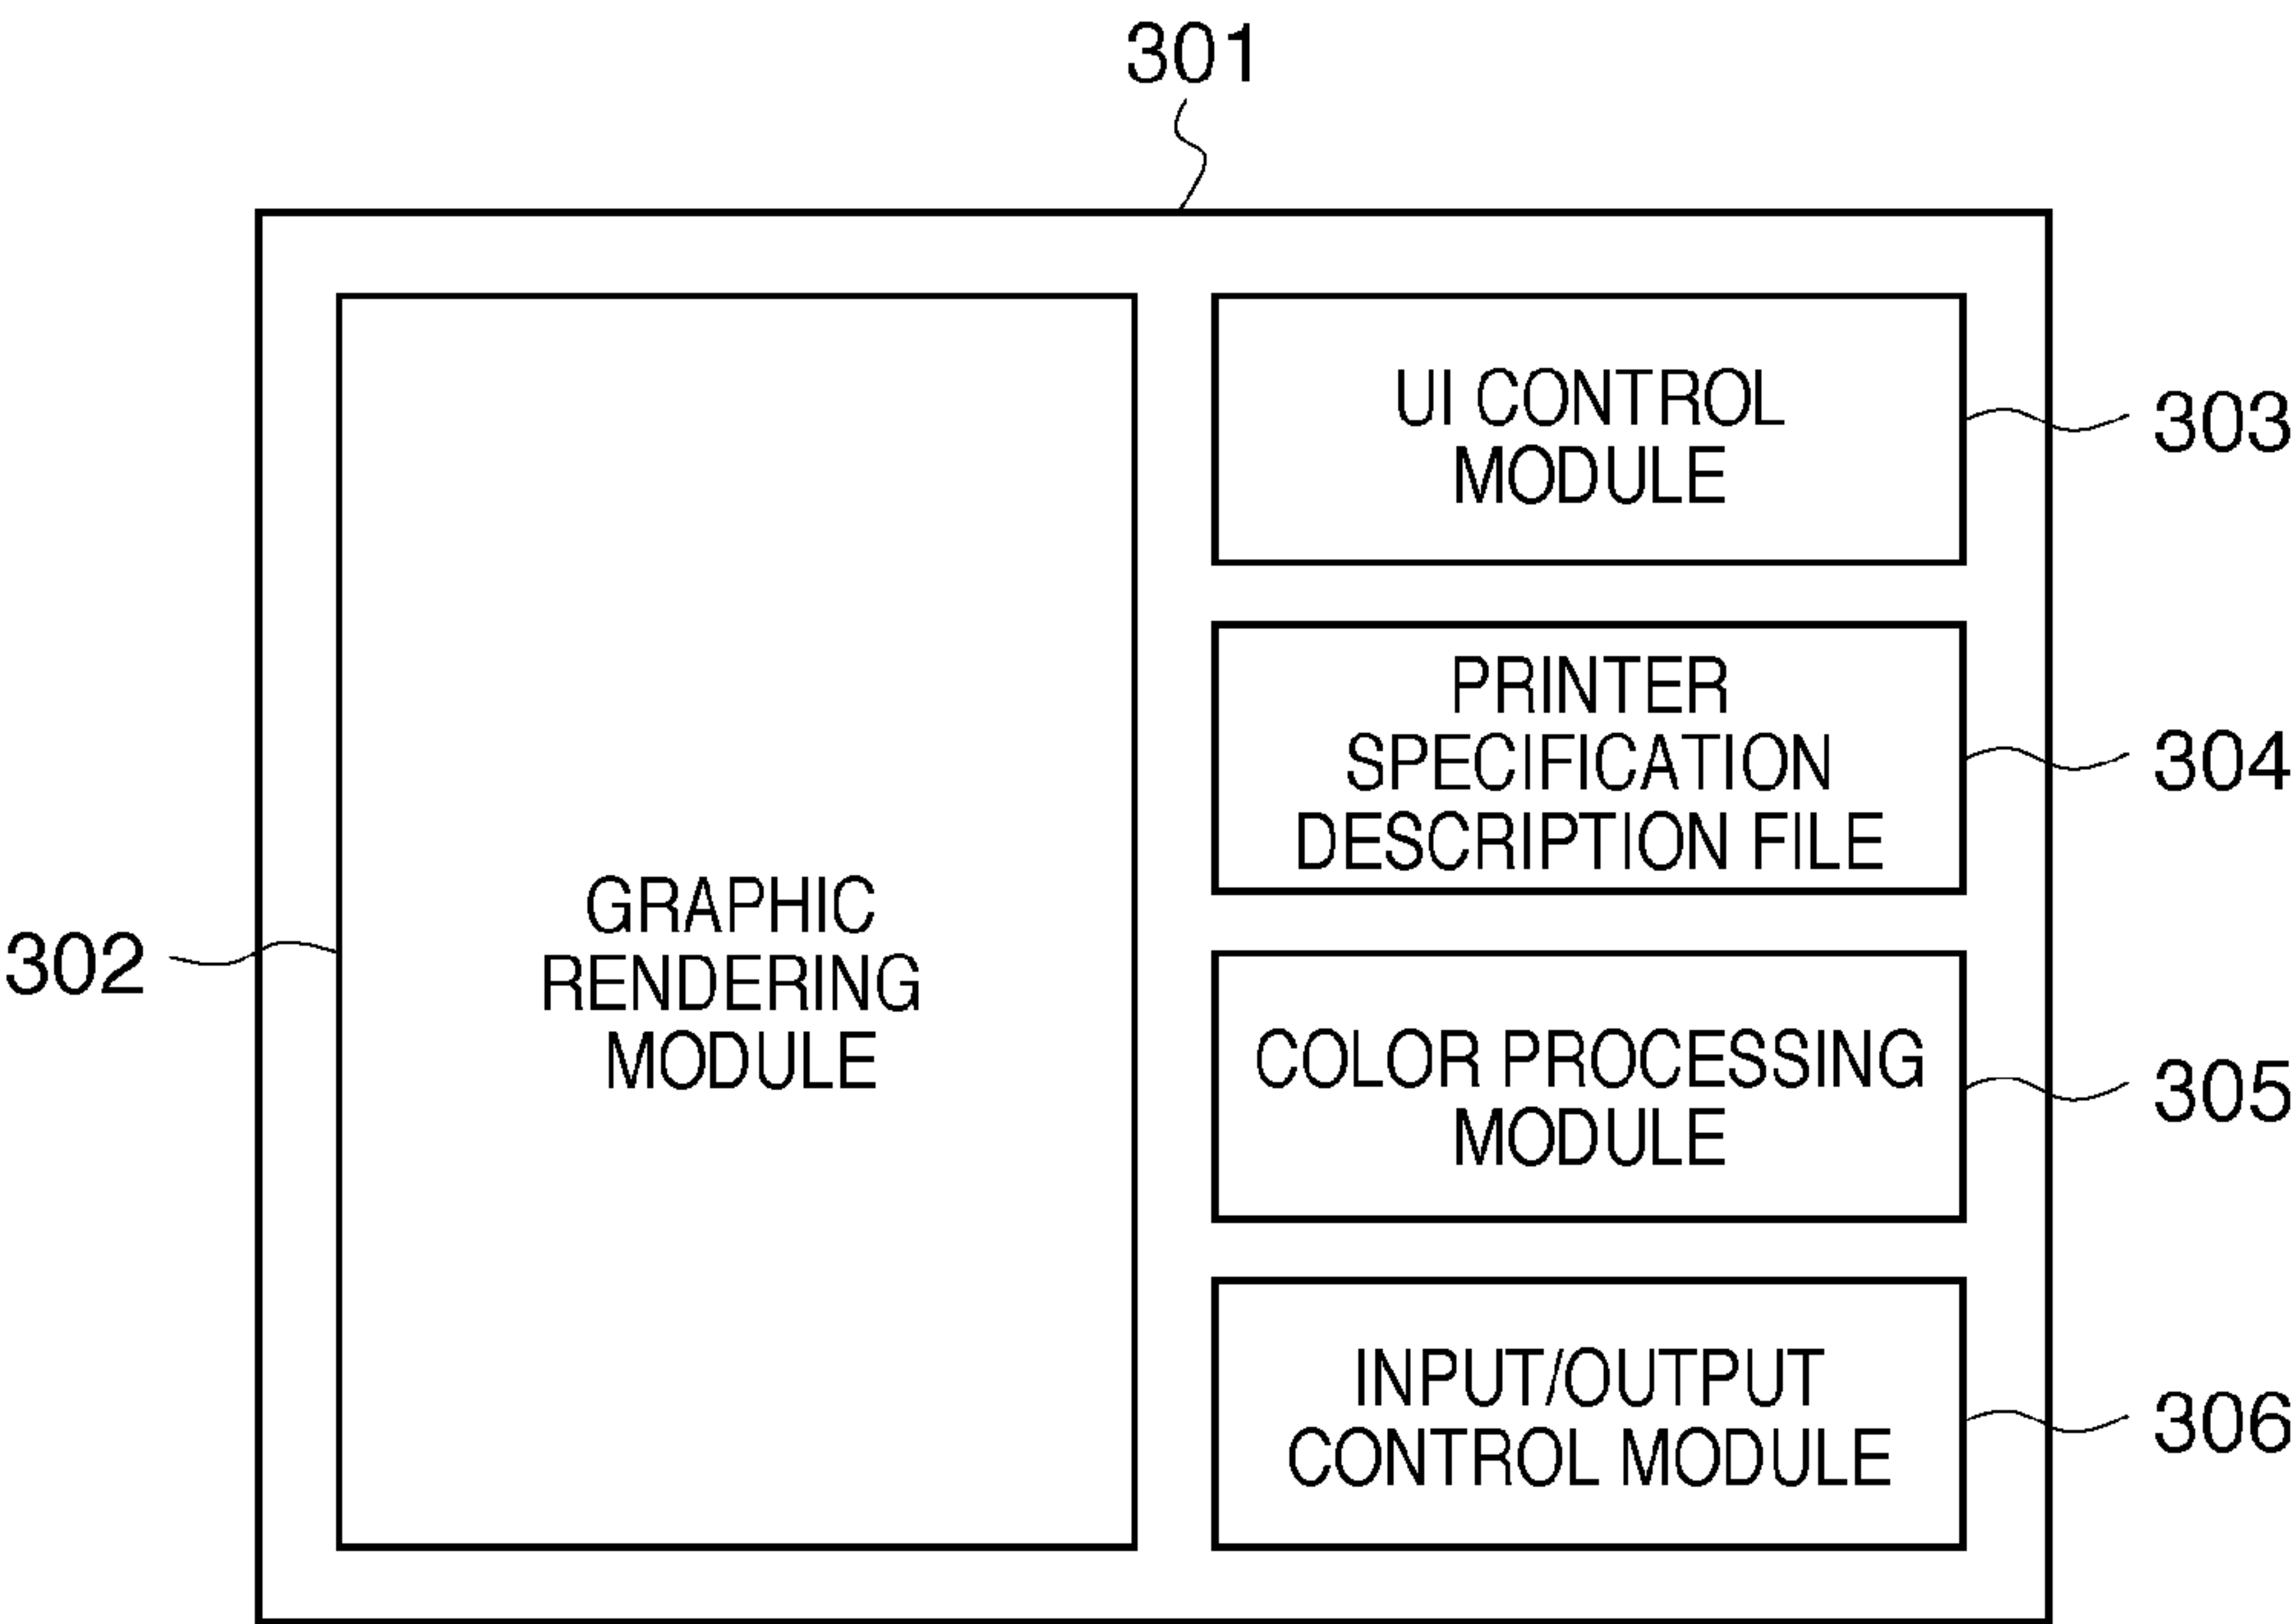 301
UI CONTROL
MODULE
303
PRINTER
SPECIFICATION
DESCRIPTION FILE
304
GRAPHIC
RENDERING
MODULE
302
COLOR PROCESSING
MODULE
305
INPUT/OUTPUT
CONTROL MODULE
306